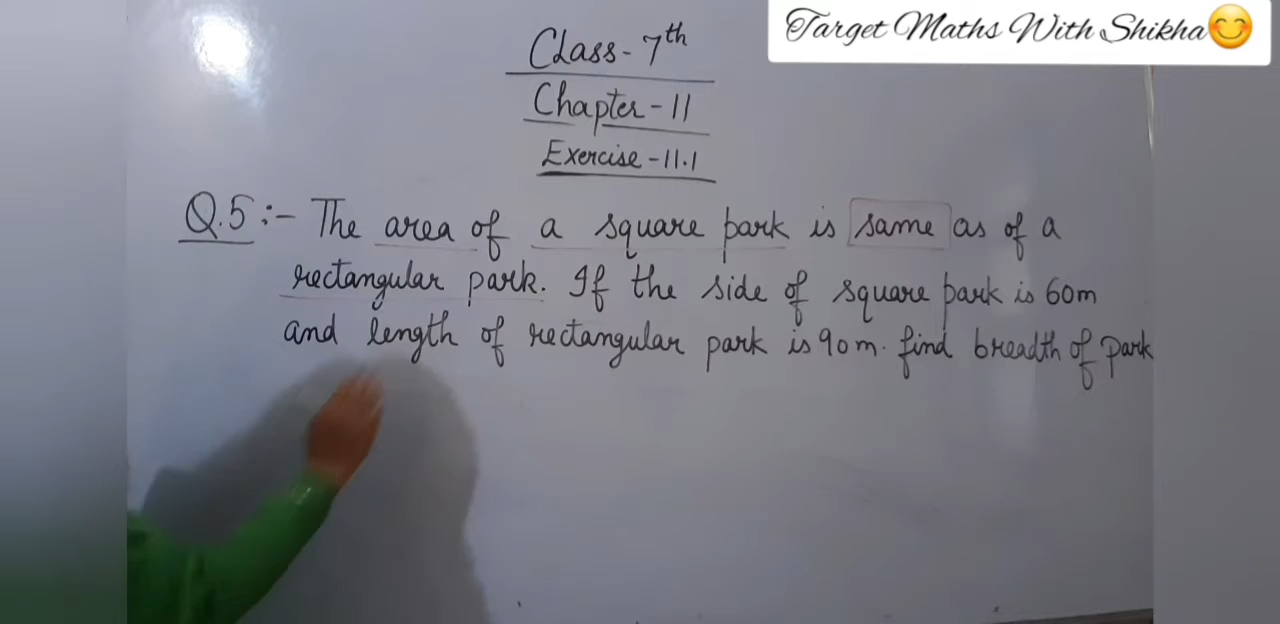 Target Maths With Shikha😊
Class - 7th
Chapter - 11
Exercise - 11.1
Q.5 :- The area of a square park is same as of a
rectangular park. If the side of square park is 60m
and length of rectangular park is 90m. find breadth of park